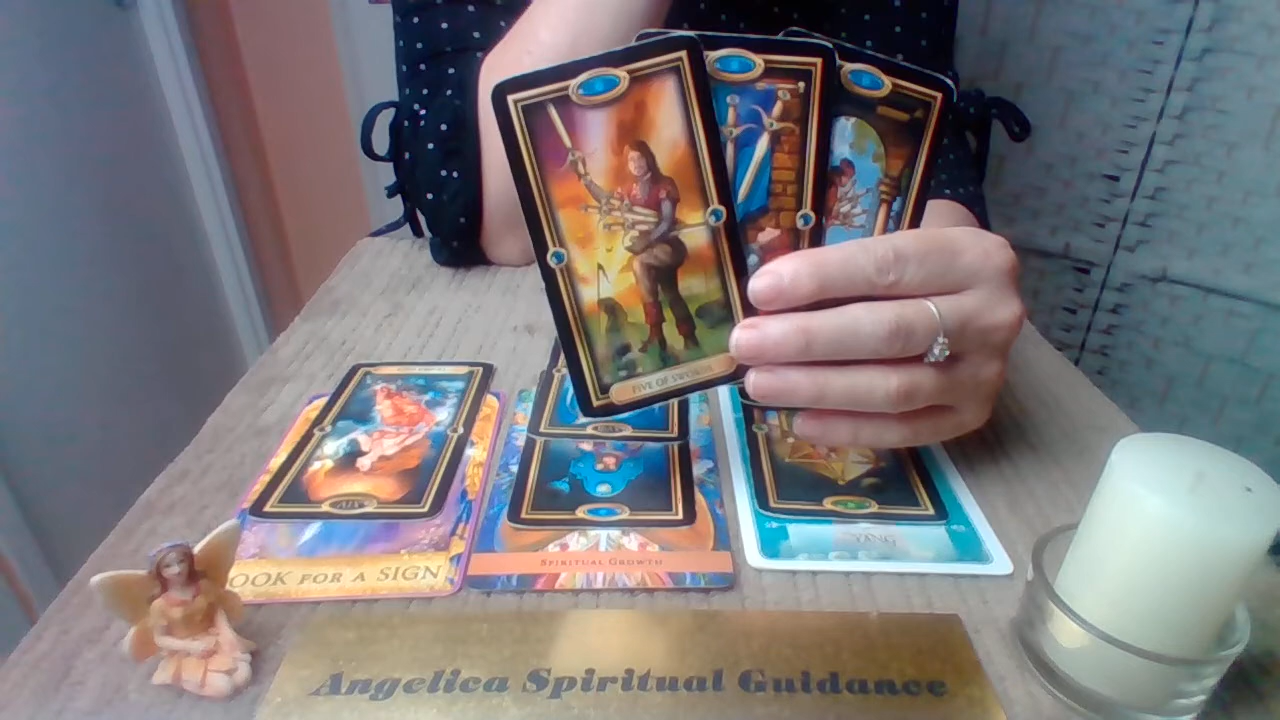 FIVE OF SWORDS
OOK FOR A SIGN
SPIRITUAL GROWTH
YANG
Angelica Spiritual Guidance